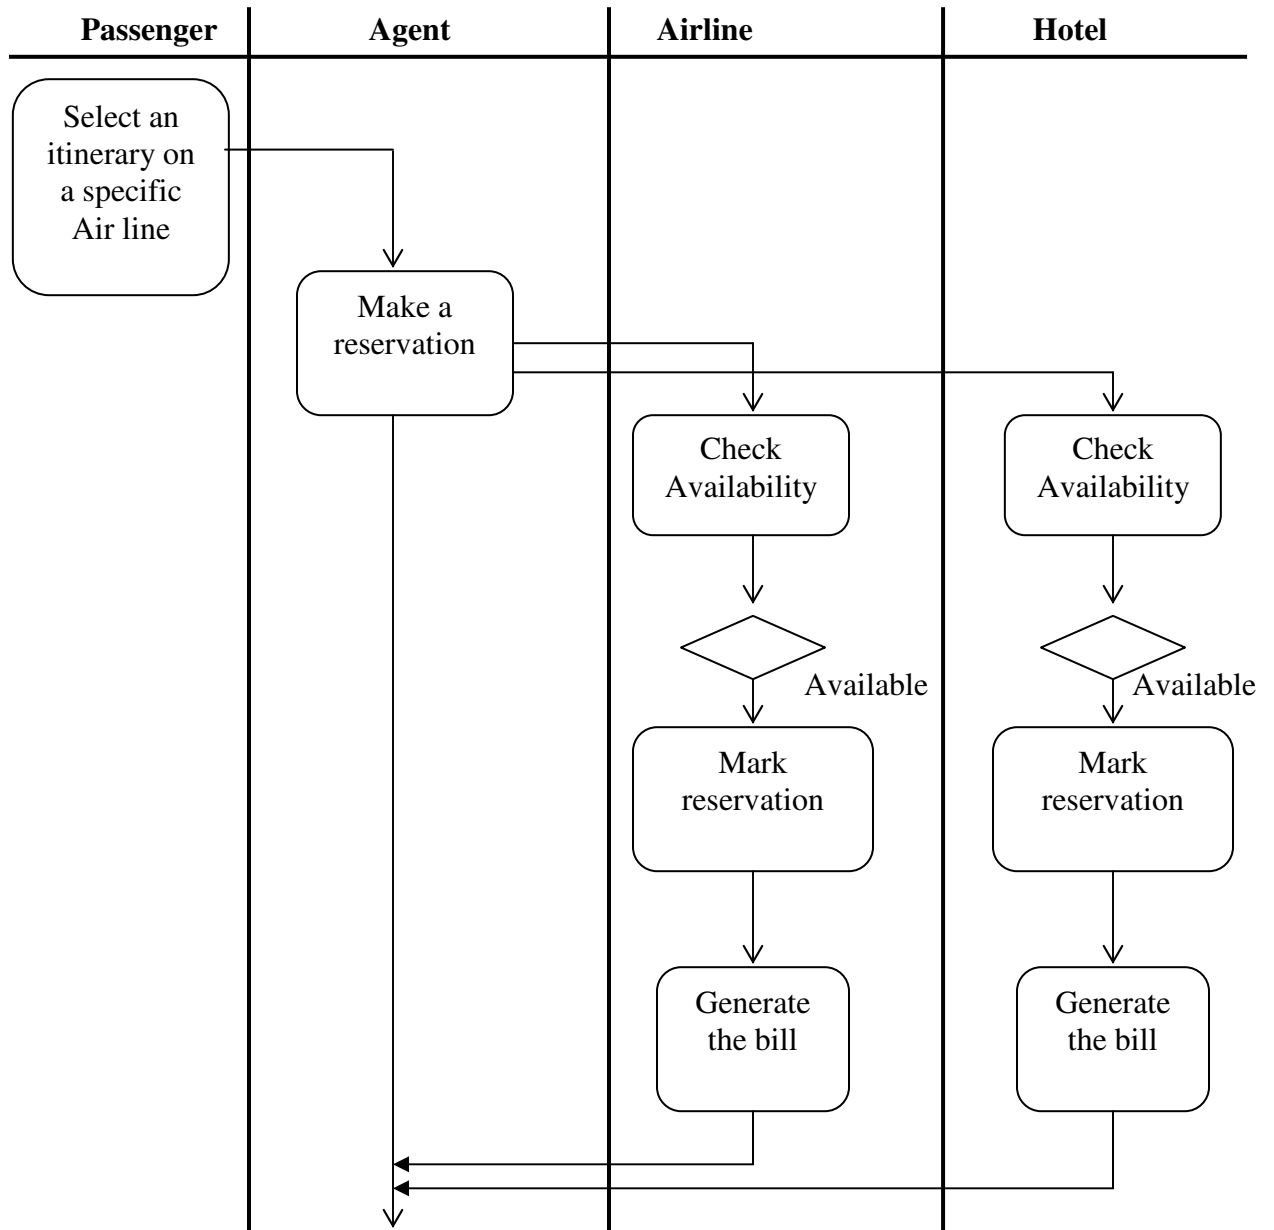 Passenger Agent Airline Hotel
Select an
itinerary on
a specific
Air line
Make a
reservation
Check
Availability
Check
Availability
Available
Available
Mark
reservation
Mark
reservation
Generate
the bill
Generate
the bill